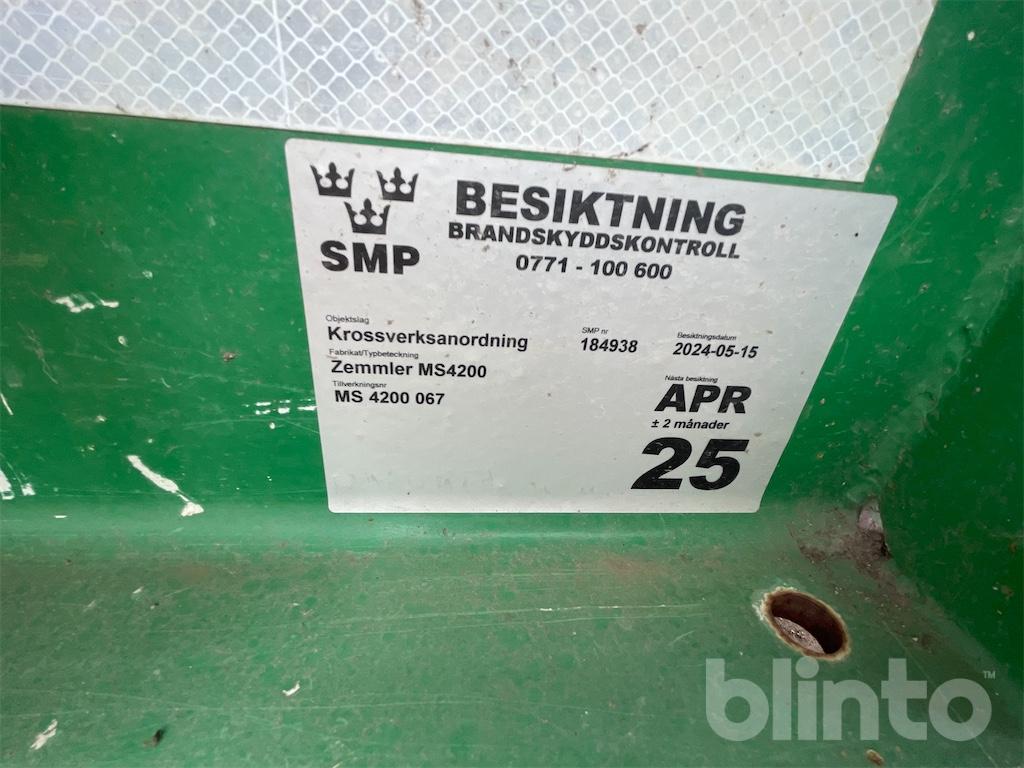 SMP
BESIKTNING
BRANDSKYDDSKONTROLL
0771 - 100 600
Objektslag
Krossverksanordning
Fabrikat/Typbeteckning
Zemmler MS4200
Tillverkningsnr
MS 4200 067
SMP nr
184938
Besiktningsdatum
2024-05-15
Nästa besiktning
APR
± 2 månader
25
blinto™